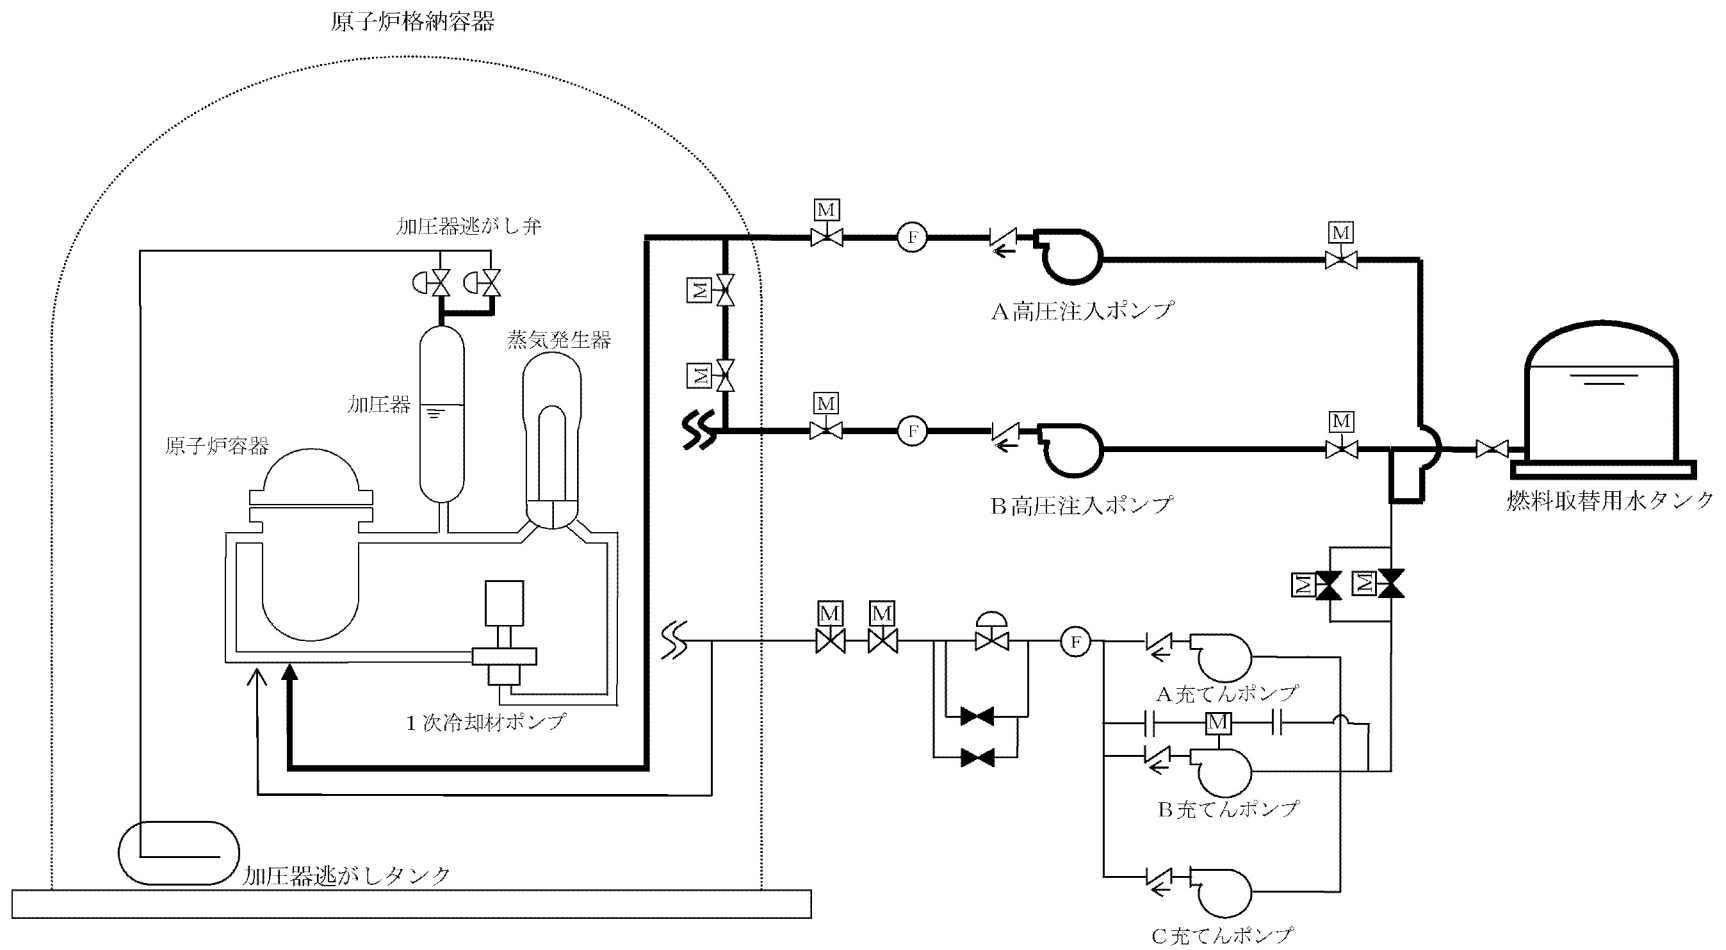 原子炉格納容器
M
加圧器逃がし弁
F
M
M
A高圧注入ポンプ
蒸気発生器
M
加圧器
M
F
M
原子炉容器
B高圧注入ポンプ
燃料取替用水タンク
M
M
M
M
F
A充てんポンプ
1次冷却材ポンプ
M
B充てんポンプ
加圧器逃がしタンク
C充てんポンプ